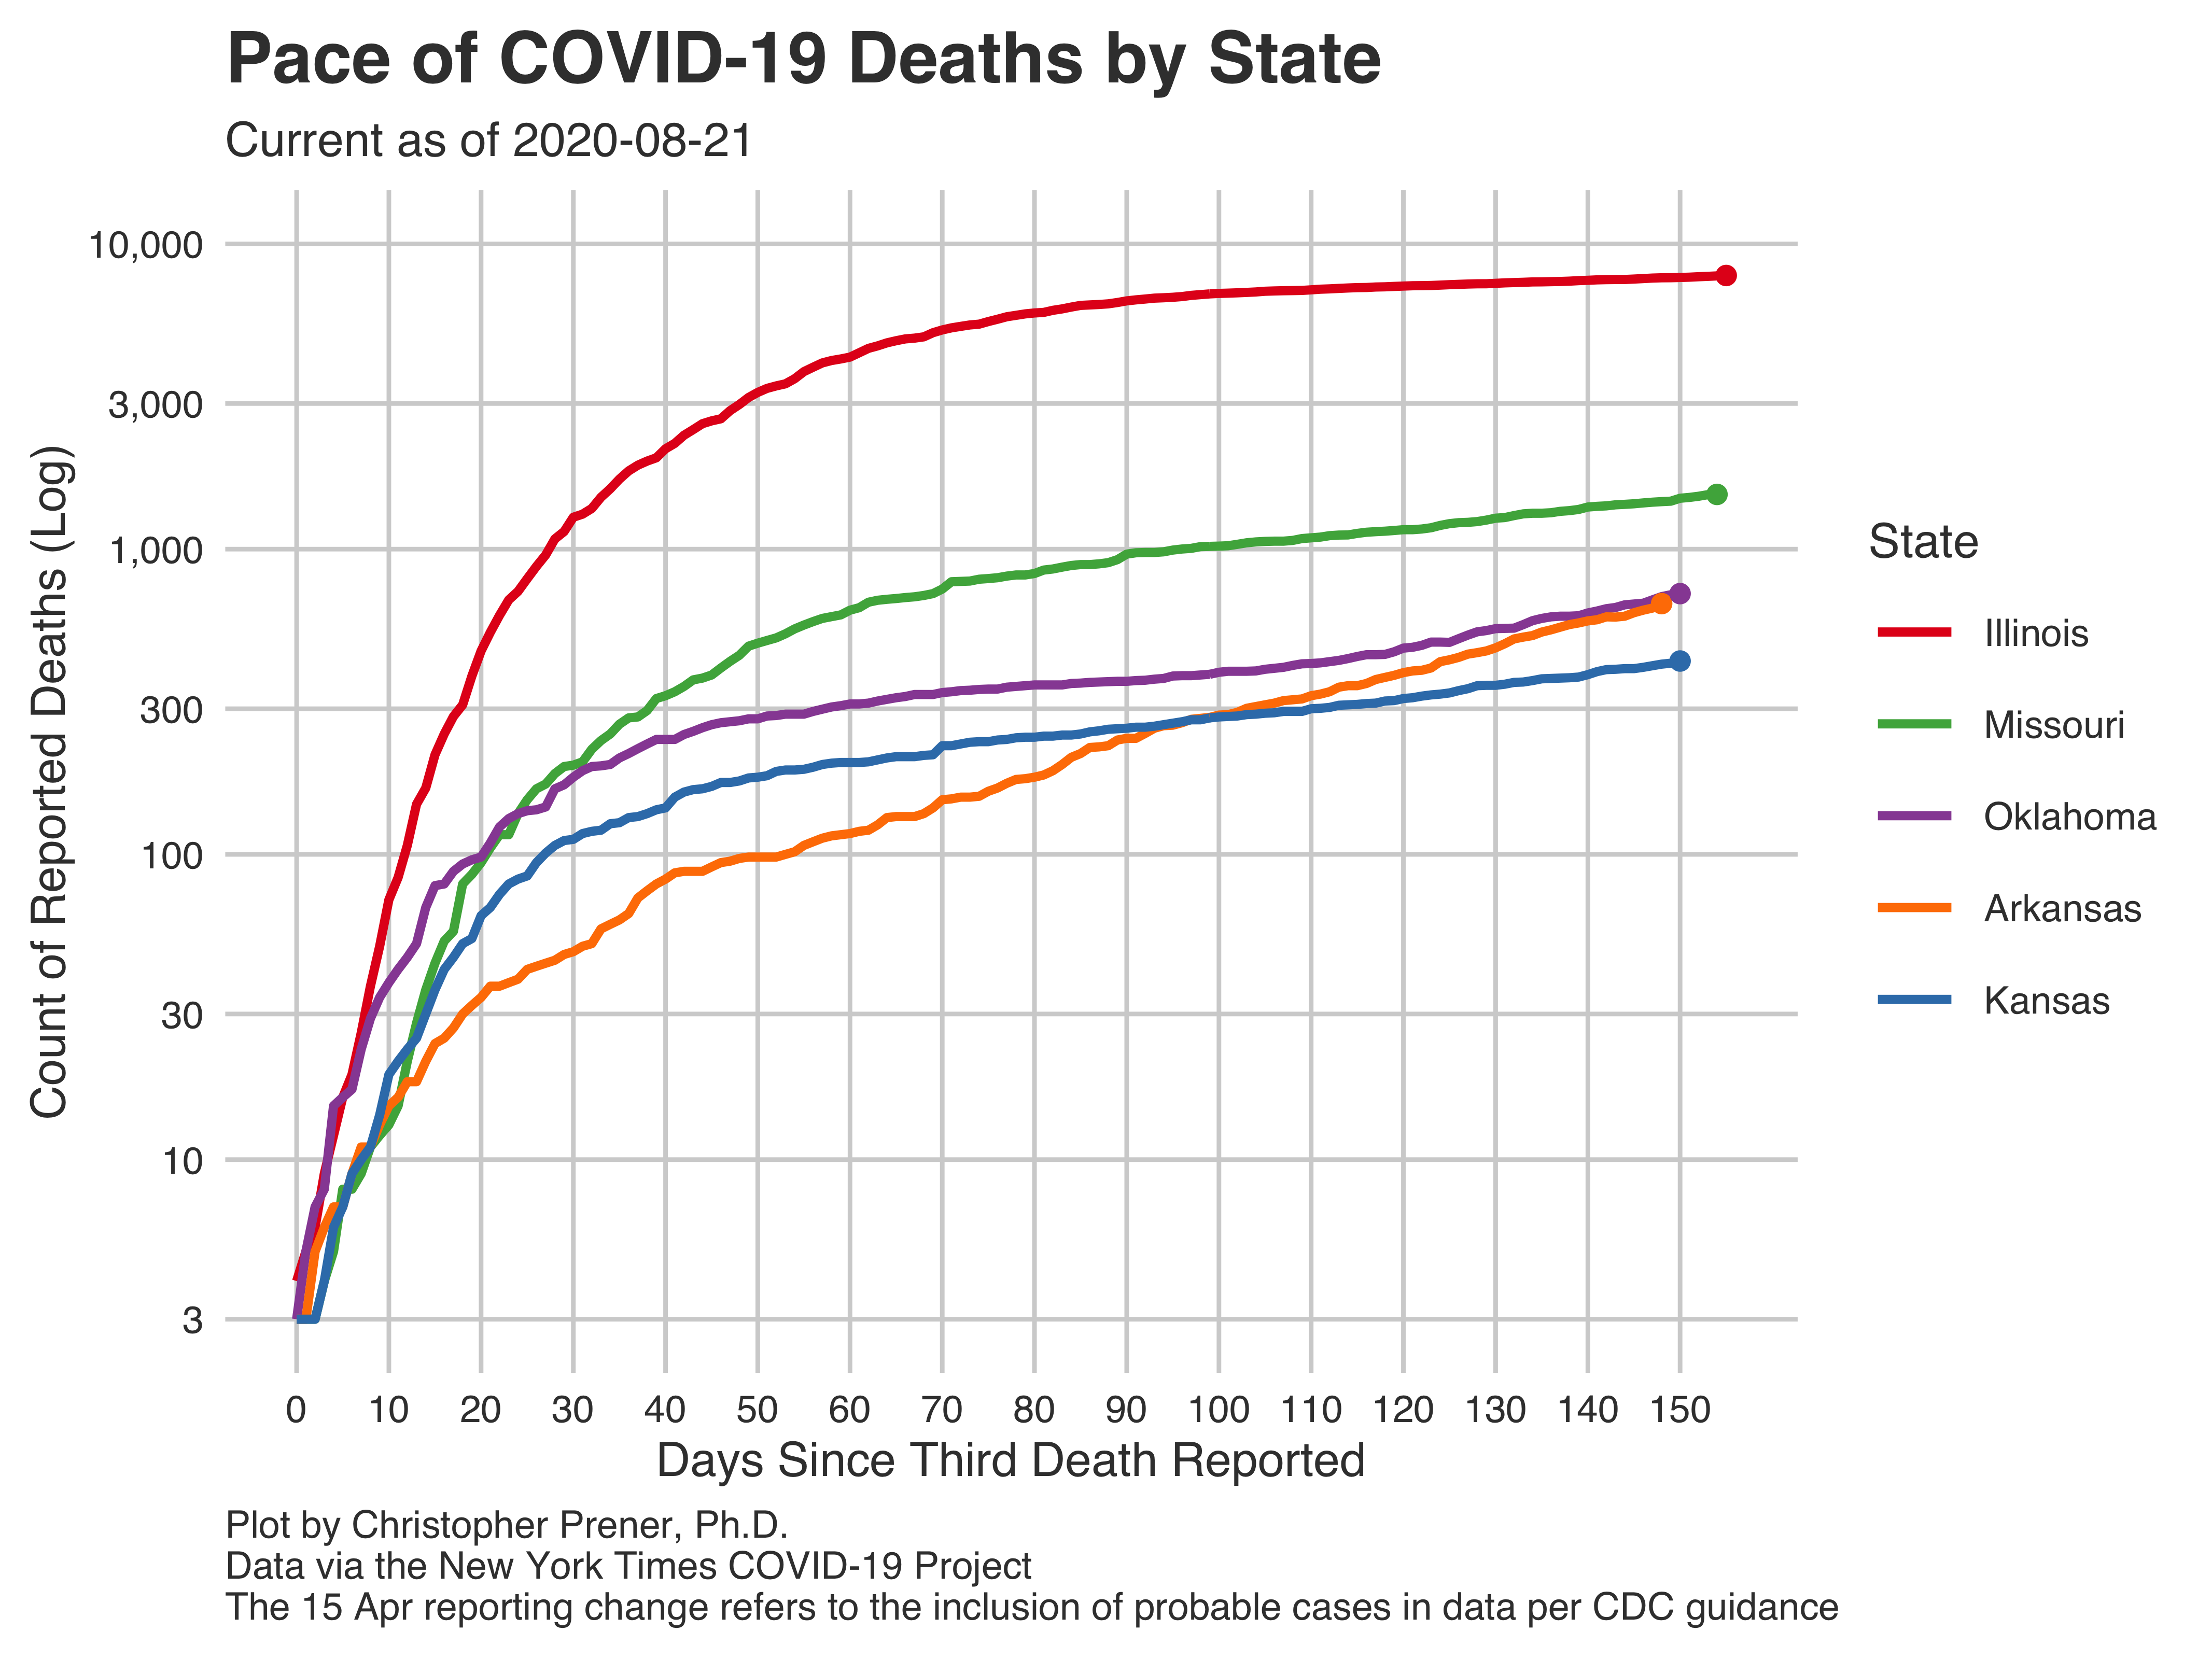 Pace of COVID-19 Deaths by State
Current as of 2020-08-21
10,000
3,000
1,000
300
100
30
10
3
Count of Reported Deaths (Log)
0 10 20 30 40 50 60 70 80 90 100 110 120 130 140 150
Days Since Third Death Reported
State
Illinois
Missouri
Oklahoma
Arkansas
Kansas
Plot by Christopher Prener, Ph.D.
Data via the New York Times COVID-19 Project
The 15 Apr reporting change refers to the inclusion of probable cases in data per CDC guidance